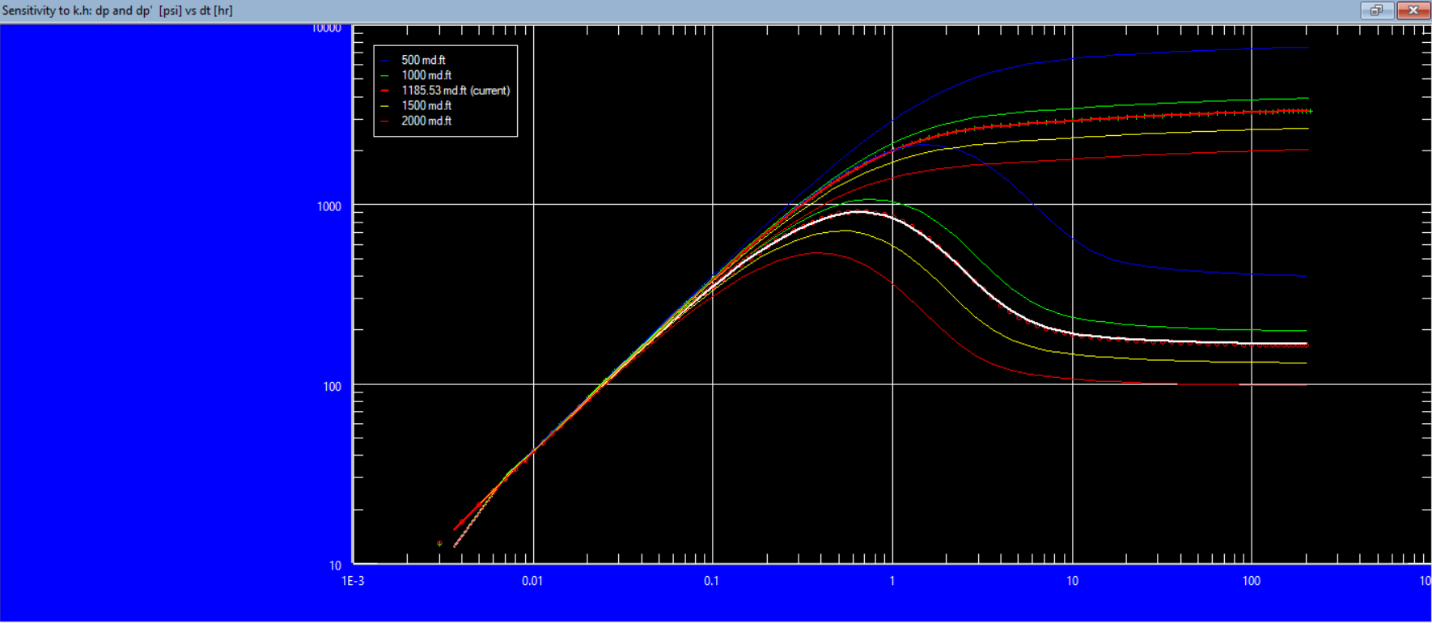 Sensitivity to k.h: dp and dp' [psi] vs dt [hr]
10000
500 md.ft
1000 md.ft
1185.53 md.ft (current)
1500 md.ft
2000 md.ft
1000
100
10
1E-3 0.01 0.1 1 10 100 10